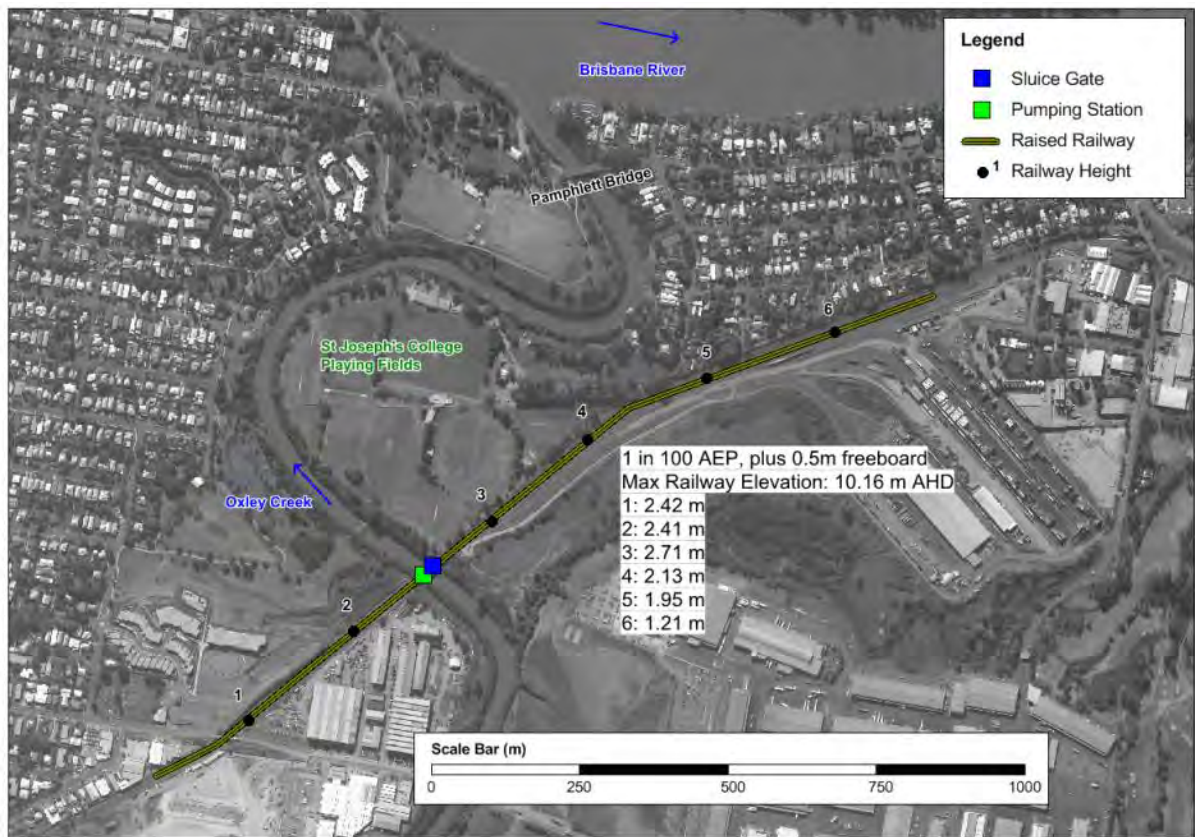 Legend
Sluice Gate
Pumping Station
Raised Railway
1 Railway Height
Brisbane River
Pamphlett Bridge
St Joseph's College
Playing Fields
Oxley Creek
6
5
4
3
2
1
1 in 100 AEP, plus 0.5m freeboard
Max Railway Elevation: 10.16 m AHD
1: 2.42 m
2: 2.41 m
3: 2.71 m
4: 2.13 m
5: 1.95 m
6: 1.21 m
Scale Bar (m)
0 250 500 750 1000